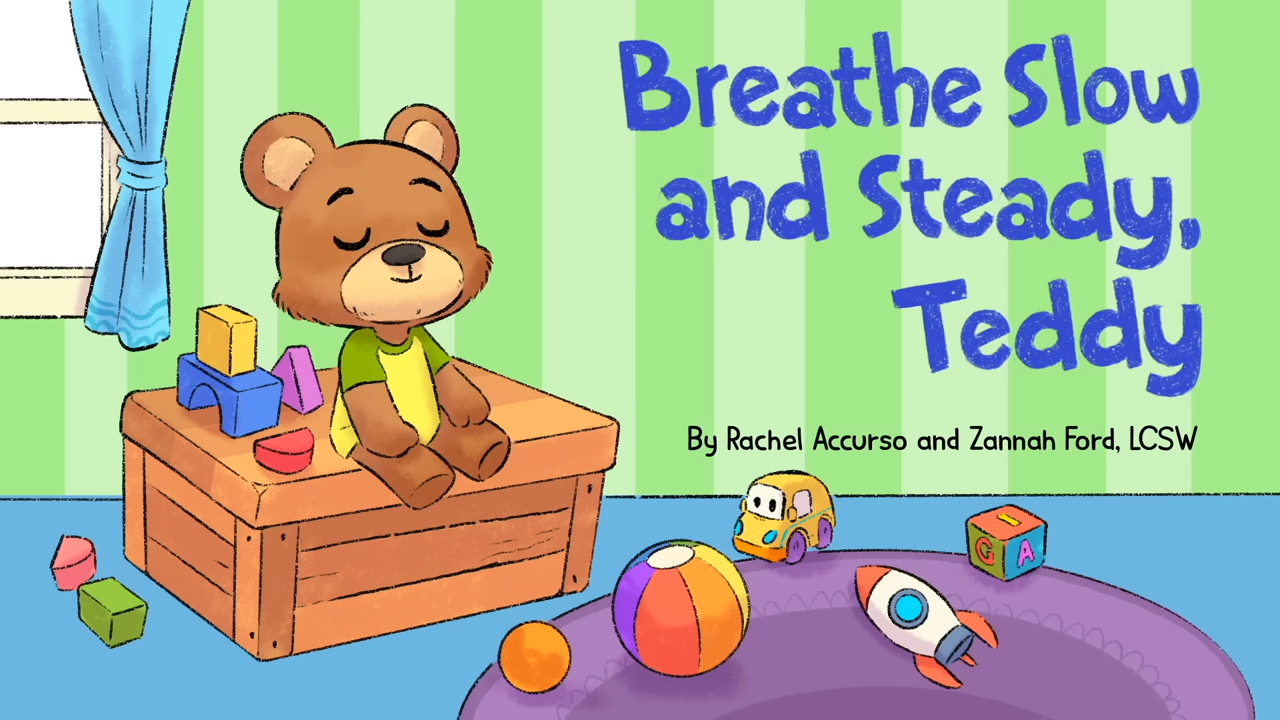 Breathe Slow
and Steady,
Teddy
By Rachel Accurso and Zannah Ford, LCSW
G A